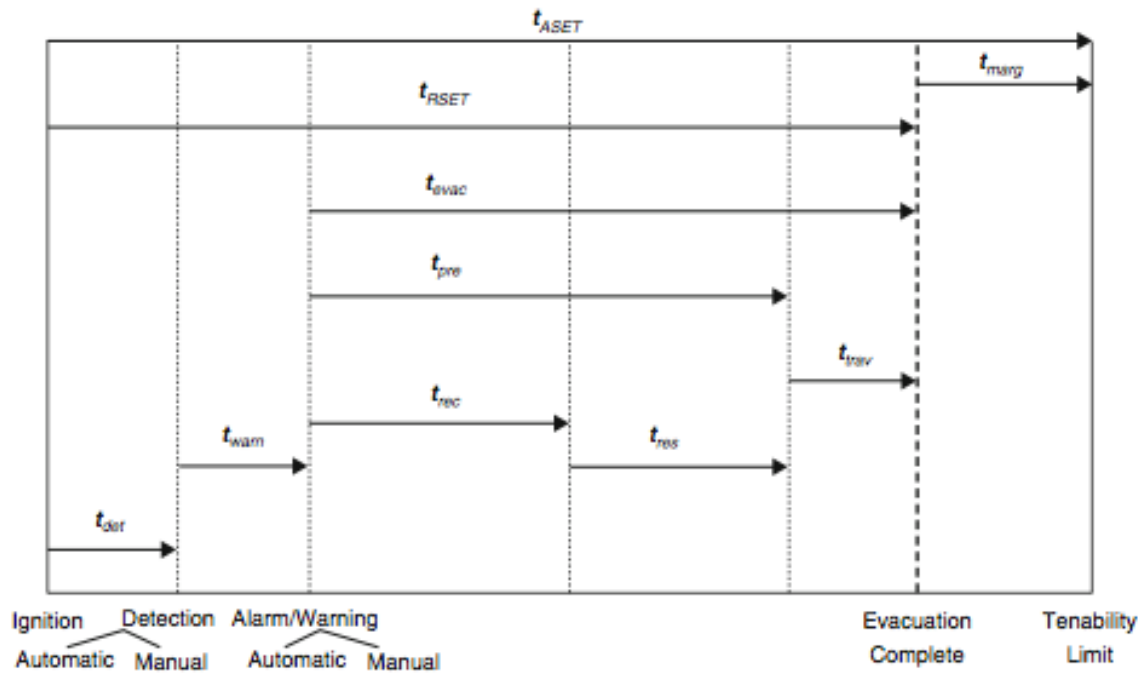 tASET
tmarg
tRSET
tevac
tpre
ttrav
trec
twarn
tres
tdet
Ignition Detection Alarm/Warning Evacuation Tenability
Automatic Manual Automatic Manual Complete Limit